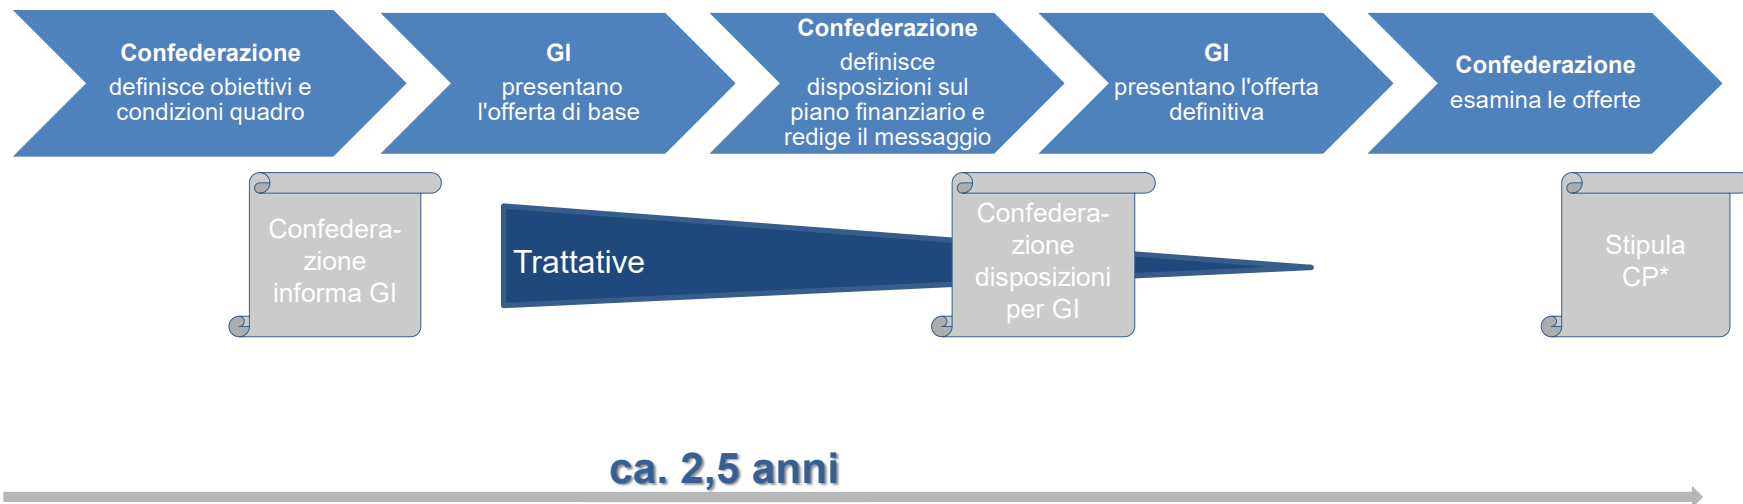 Confederazione
definisce obiettivi e
condizioni quadro
GI
presentano
l'offerta di base
Confederazione
definisce
disposizioni sul
piano finanziario e
redige il messaggio
GI
presentano l'offerta
definitiva
Confederazione
esamina le offerte
Confedera-
zione
informa GI
Trattative
Confedera-
zione
disposizioni
per GI
Stipula
CP*
ca. 2,5 anni